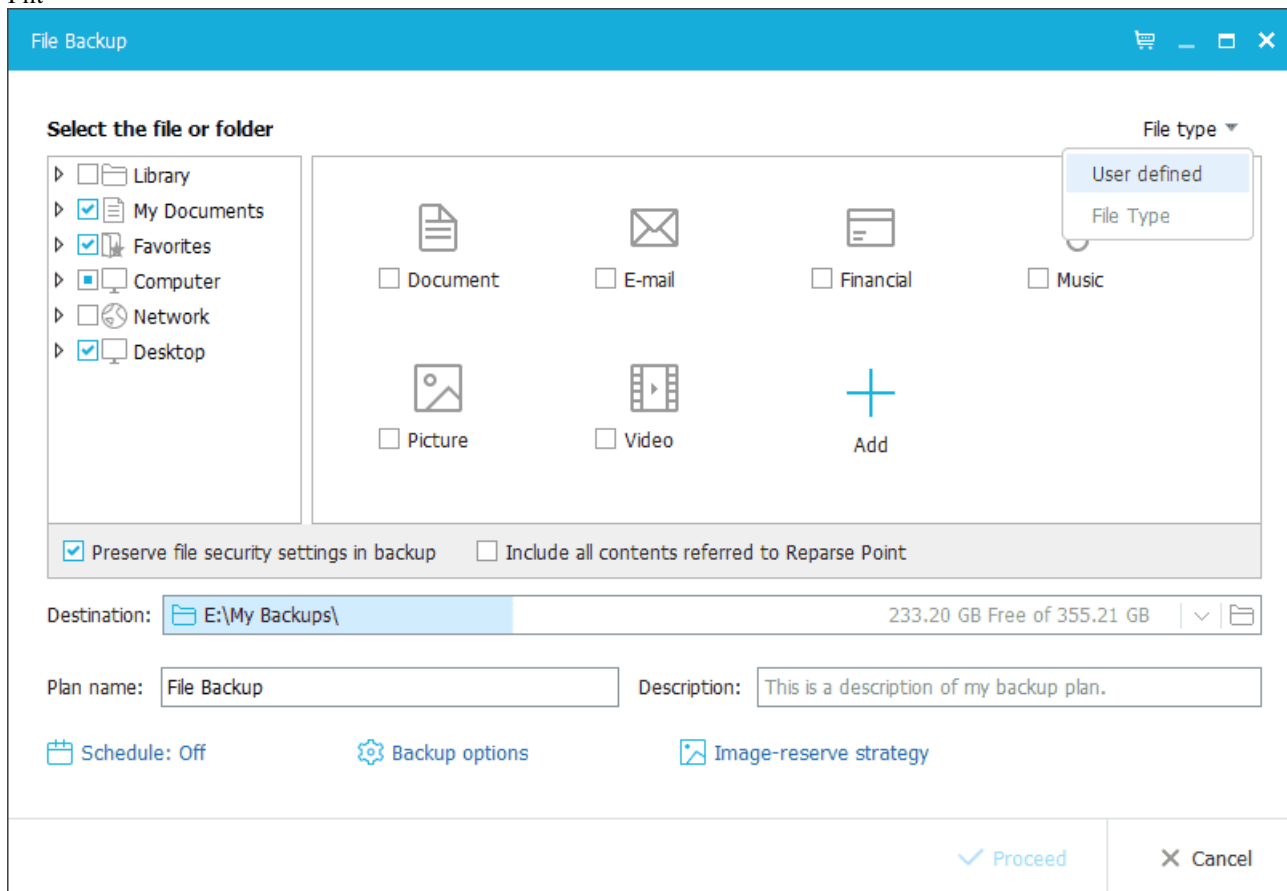 File Backup
Select the file or folder
File type
Library
My Documents
Favorites
Computer
Network
Desktop
User defined
File Type
Document
E-mail
Financial
Music
Picture
Video
Add
Preserve file security settings in backup
Include all contents referred to Reparse Point
Destination: E:\My Backups\ 233.20 GB Free of 355.21 GB
Plan name: File Backup
Description: This is a description of my backup plan.
Schedule: Off
Backup options
Image-reserve strategy
Proceed
Cancel